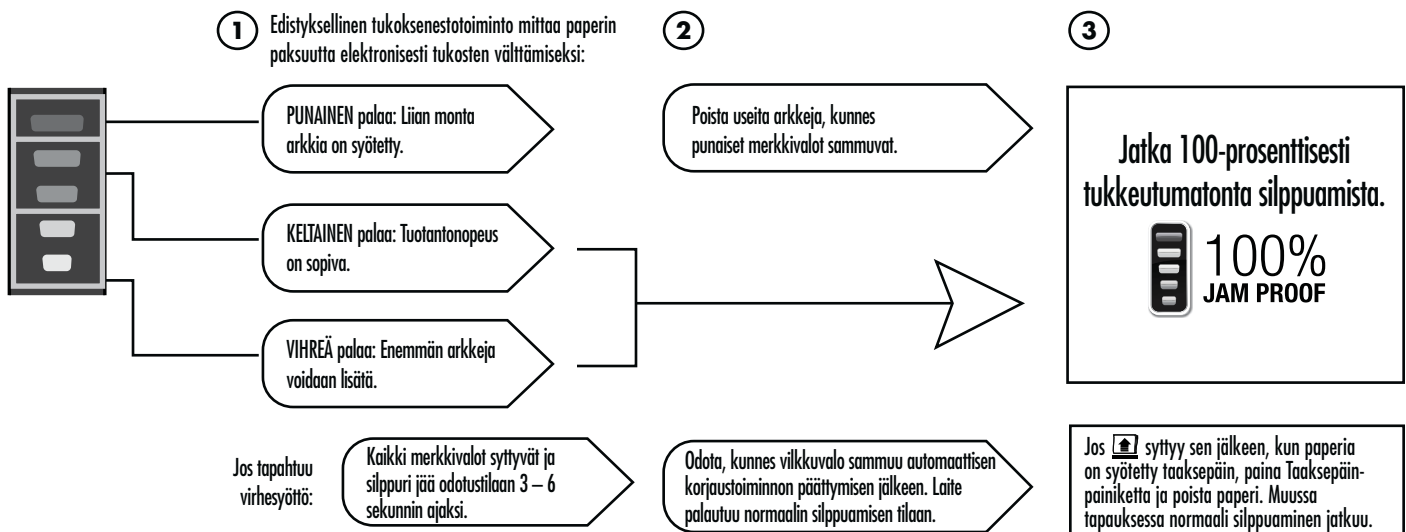 1
Edistyksellinen tukoksenestotoiminto mittaa paperin
paksuutta elektronisesti tukosten välttämiseksi:
PUNAINEN palaa: Liian monta
arkkia on syötetty.
KELTAINEN palaa: Tuotantonopeus
on sopiva.
VIHREÄ palaa: Enemmän arkkeja
voidaan lisätä.
2
Poista useita arkkeja, kunnes
punaiset merkkivalot sammuvat.
3
Jatka 100-prosenttisesti
tukkeutumatonta silppuamista.
100%
JAM PROOF
Jos tapahtuu
virhesyöttö:
Kaikki merkkivalot syttyvät ja
silppuri jää odotustilaan 3 – 6
sekunnin ajaksi.
Odota, kunnes vilkkuvalo sammuu automaattisen
korjaustoiminnon päättymisen jälkeen. Laite
palautuu normaalin silppuamisen tilaan.
Jos syttyy sen jälkeen, kun paperia
on syötetty taaksepäin, paina Taaksepäin-
painiketta ja poista paperi. Muussa
tapauksessa normaali silppuaminen jatkuu.